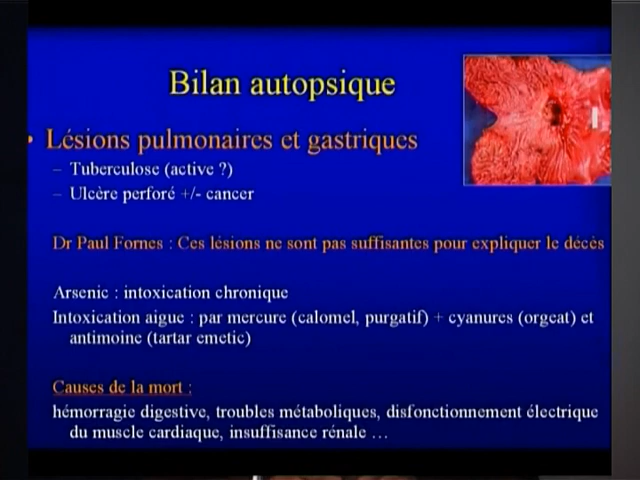 Bilan autopsique
• Lésions pulmonaires et gastriques
– Tuberculose (active ?)
– Ulcère perforé +/- cancer
Dr Paul Fornes : Ces lésions ne sont pas suffisantes pour expliquer le décès
Arsenic : intoxication chronique
Intoxication aigue : par mercure (calomel, purgatif) + cyanures (orgeat) et
antimoine (tartar emetic)
Causes de la mort :
hémorragie digestive, troubles métaboliques, disfonctionnement électrique
du muscle cardiaque, insuffisance rénale ...